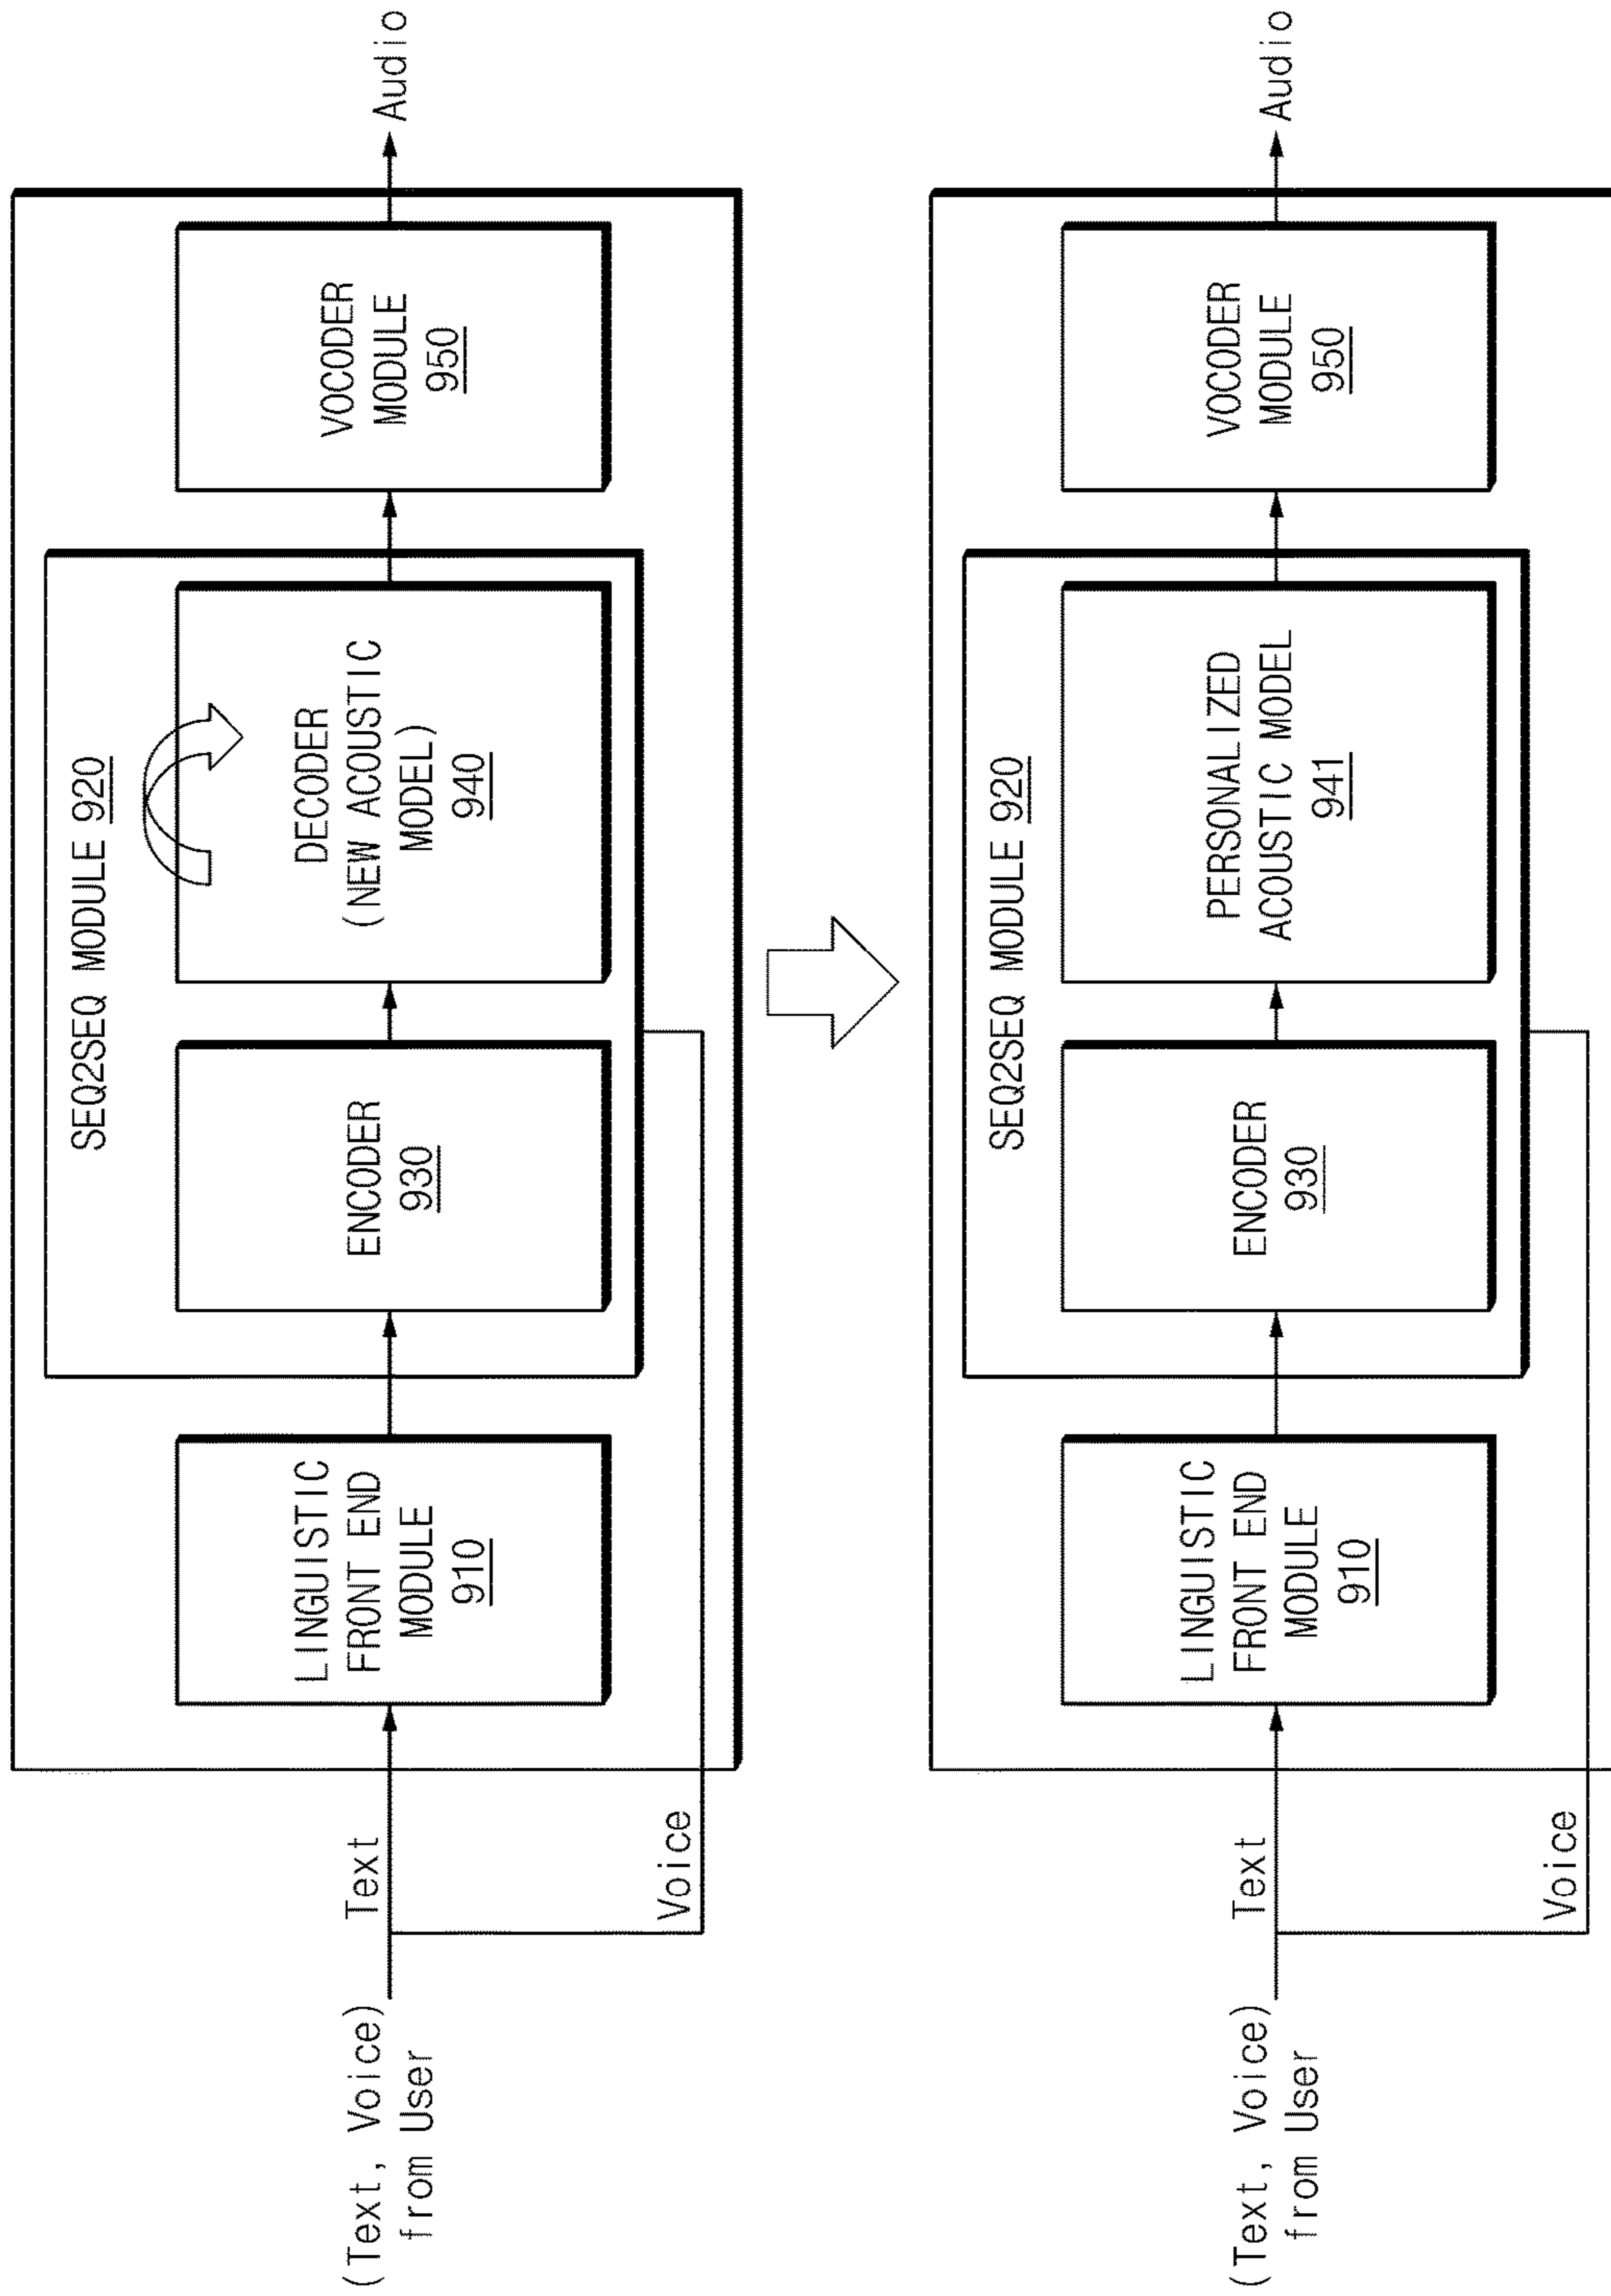 (Text, Voice)
from User
Text
Voice
LINGUISTIC
FRONT END
MODULE
910
SEQ2SEQ MODULE 920
ENCODER
930
DECODER
(NEW ACOUSTIC
MODEL)
940
VOCODER
MODULE
950
Audio
(Text, Voice)
from User
Text
Voice
LINGUISTIC
FRONT END
MODULE
910
SEQ2SEQ MODULE 920
ENCODER
930
PERSONALIZED
ACOUSTIC MODEL
941
VOCODER
MODULE
950
Audio